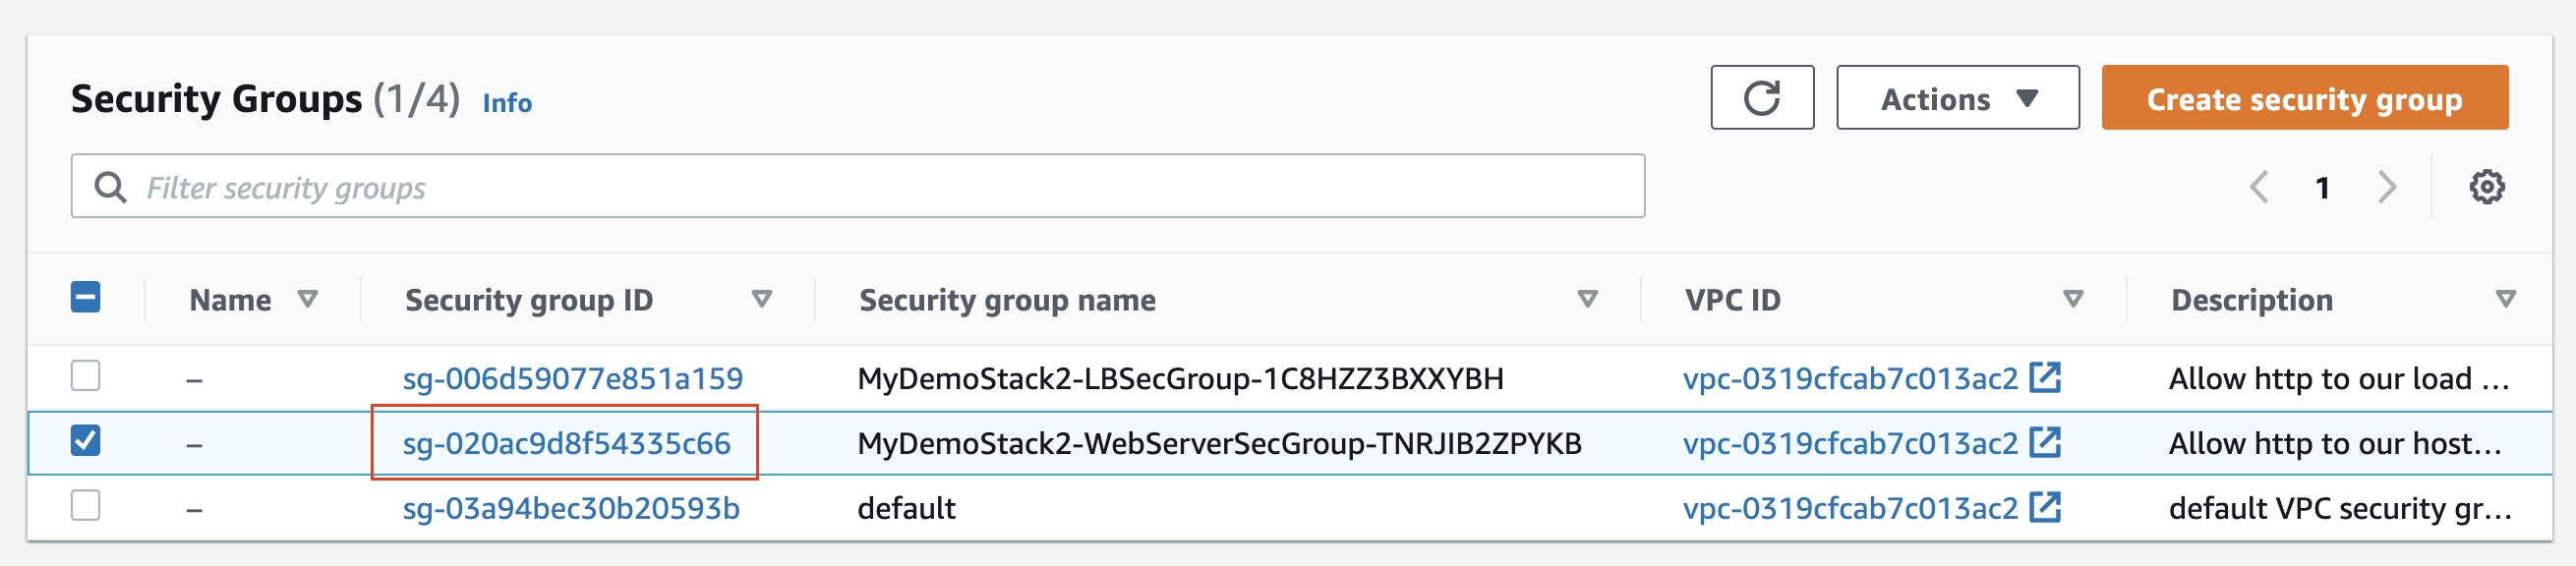 Security Groups (1/4) Info Actions Create security group
Filter security groups 1
Name Security group ID Security group name VPC ID Description
– sg-006d59077e851a159 MyDemoStack2-LBSecGroup-1C8HZZ3BXXYBH vpc-0319cfcab7c013ac2 Allow http to our load ...
– sg-020ac9d8f54335c66 MyDemoStack2-WebServerSecGroup-TNRJIB2ZPYKB vpc-0319cfcab7c013ac2 Allow http to our host...
– sg-03a94bec30b20593b default vpc-0319cfcab7c013ac2 default VPC security gr...